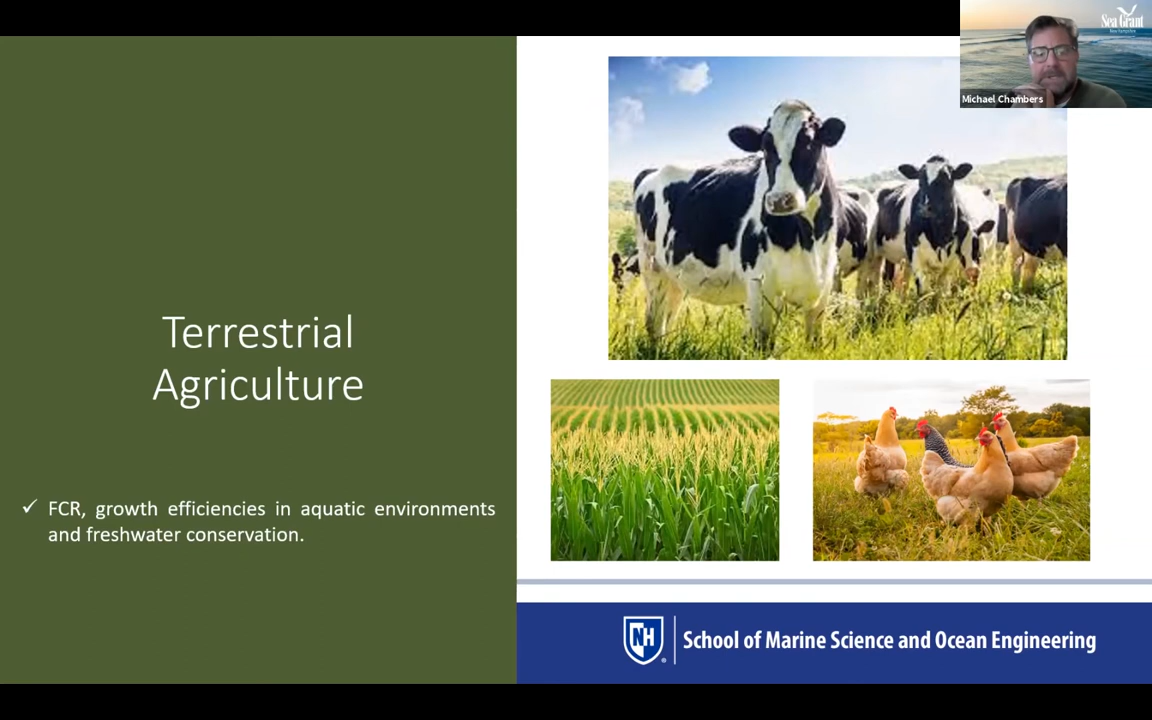 Sea Grant
Michael Chambers
Terrestrial
Agriculture
✓ FCR, growth efficiencies in aquatic environments
and freshwater conservation.
NH
School of Marine Science and Ocean Engineering